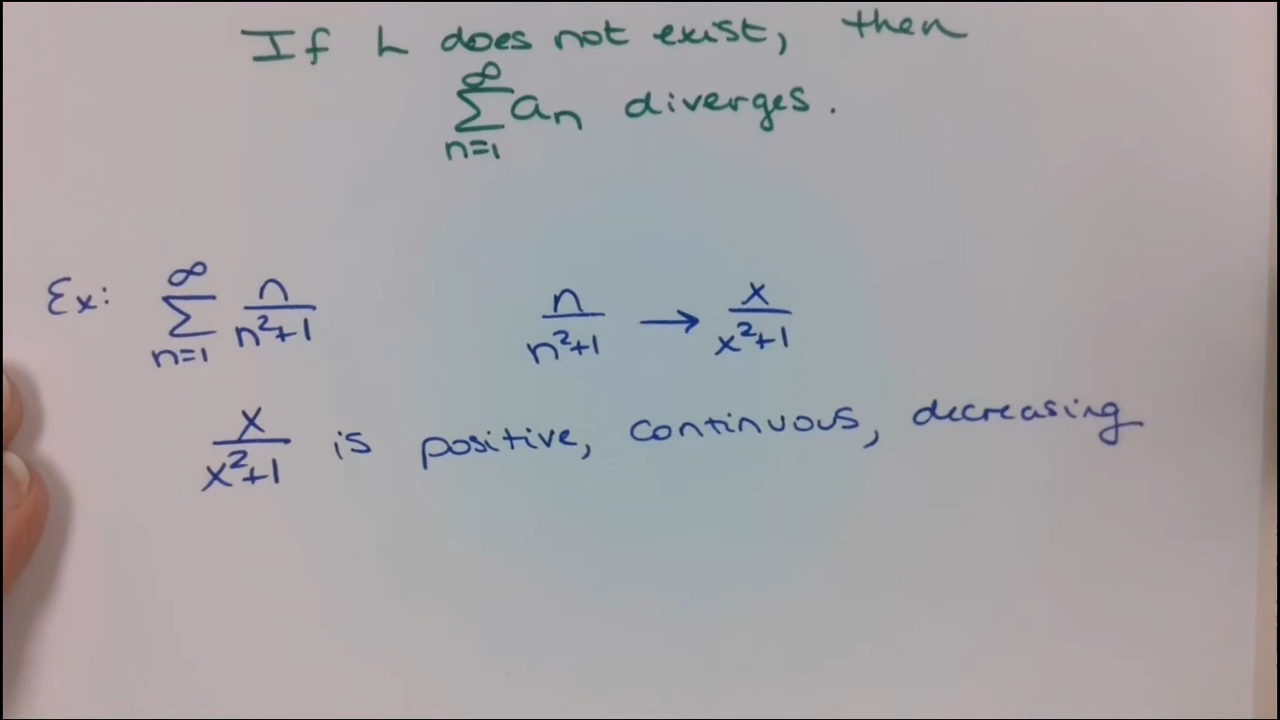 If L does not exist, then
∞
∑ aₙ diverges.
n=1
Ex: ∞∑n=1 n/(n²+1)    n/(n²+1) → x/(x²+1)
x/(x²+1) is positive, continuous, decreasing